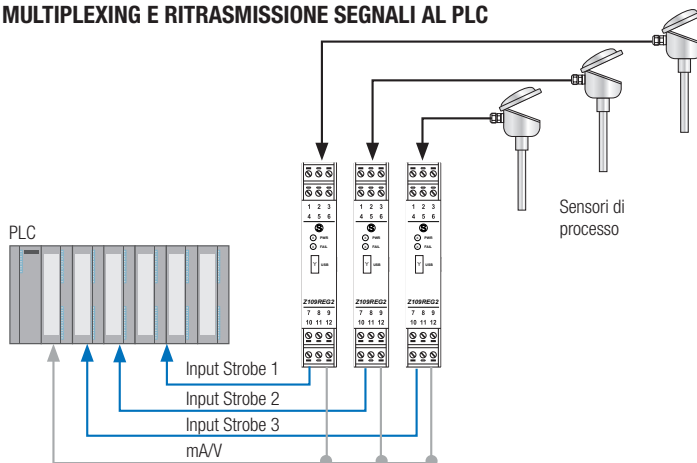 MULTIPLEXING E RITRASMISSIONE SEGNALI AL PLC
Sensori di
processo
PLC
1 2 3
4 5 6
S
PWR
FAIL
USB
Z109REG2
7 8 9
10 11 12
1 2 3
4 5 6
S
PWR
FAIL
USB
Z109REG2
7 8 9
10 11 12
1 2 3
4 5 6
S
PWR
FAIL
USB
Z109REG2
7 8 9
10 11 12
Input Strobe 1
Input Strobe 2
Input Strobe 3
mA/V